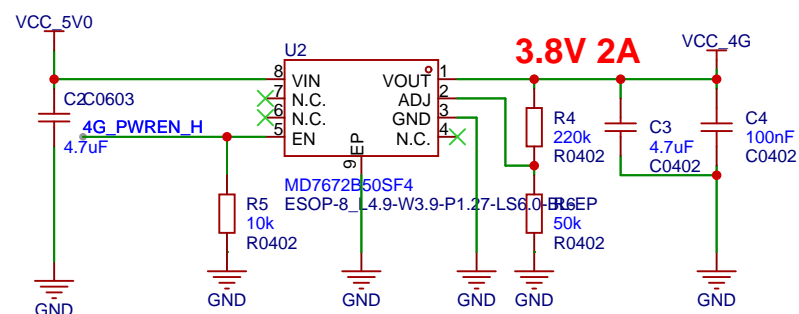 VCC_5V0
U2
3.8V 2A
VCC_4G
8 VIN
7 N.C.
6 N.C.
5 EN
VOUT 1
ADJ 2
GND 3
N.C. 4
9 EP
C2 C0603
4.7uF
4G_PWREN_H
R4
220k
R0402
C3
4.7uF
C0402
C4
100nF
C0402
MD7672B50SF4
ESOP-8_L4.9-W3.9-P1.27-LS6.0-BL-EP
R5
10k
R0402
R6
50k
R0402
GND
GND
GND
GND
GND
GND